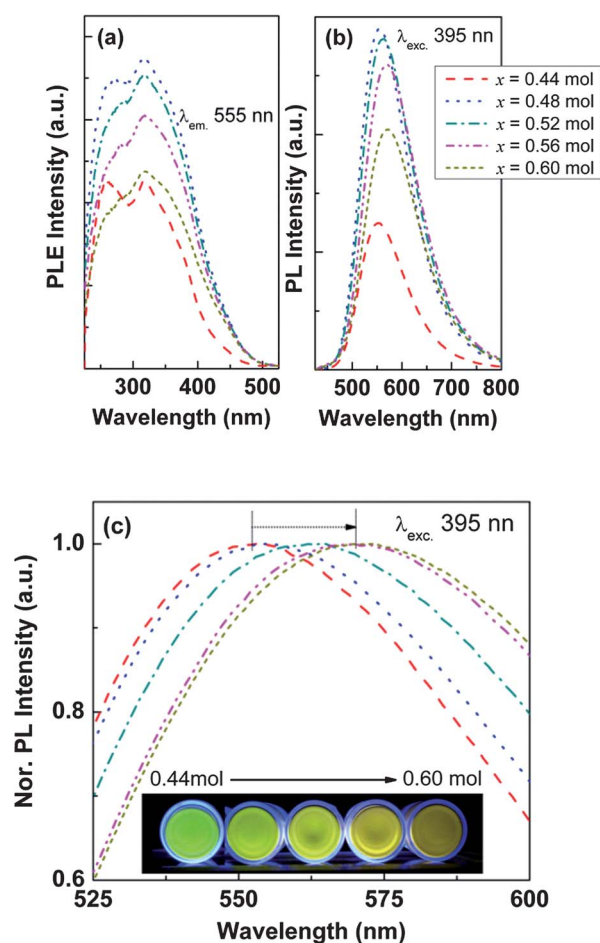 (a)
λem. 555 nn
PLE Intensity (a.u.)
300 400 500
Wavelength (nm)
(b)
λexc. 395 nn
PL Intensity (a.u.)
500 600 700 800
Wavelength (nm)
x = 0.44 mol
x = 0.48 mol
x = 0.52 mol
x = 0.56 mol
x = 0.60 mol
(c)
λexc. 395 nn
Nor. PL Intensity (a.u.)
1.0
0.8
0.6
0.44mol
0.60 mol
525 550 575 600
Wavelength (nm)